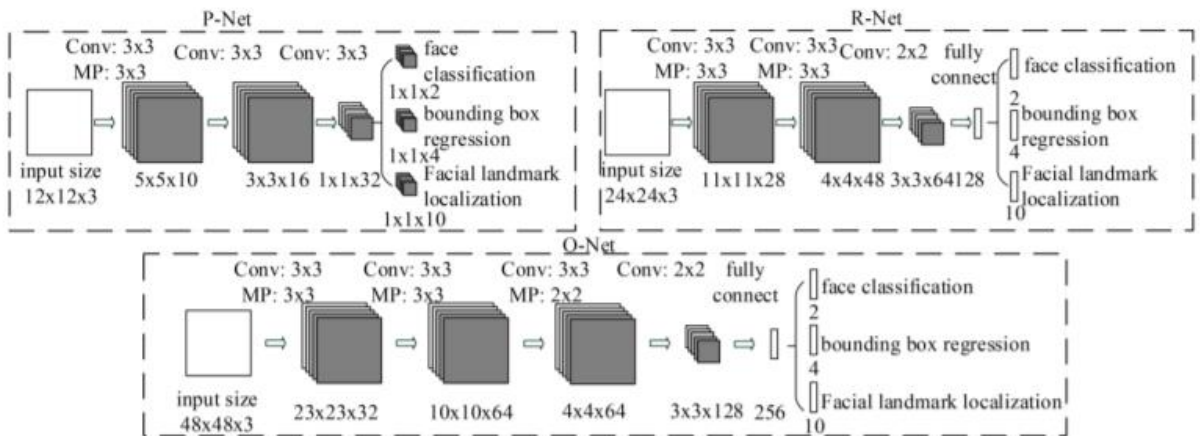 P-Net
Conv: 3x3 Conv: 3x3 Conv: 3x3
MP: 3x3
face
classification
1x1x2
bounding box
regression
1x1x4
Facial landmark
localization
1x1x10
input size
12x12x3
5x5x10
3x3x16
1x1x32
R-Net
Conv: 3x3 Conv: 3x3 Conv: 2x2 fully
MP: 3x3 MP: 3x3 connect
face classification
2
bounding box
regression
4
Facial landmark
localization
10
input size
24x24x3
11x11x28
4x4x48
3x3x64
128
O-Net
Conv: 3x3 Conv: 3x3 Conv: 3x3 Conv: 2x2 fully
MP: 3x3 MP: 3x3 MP: 2x2 connect
face classification
2
bounding box regression
4
Facial landmark localization
10
input size
48x48x3
23x23x32
10x10x64
4x4x64
3x3x128
256